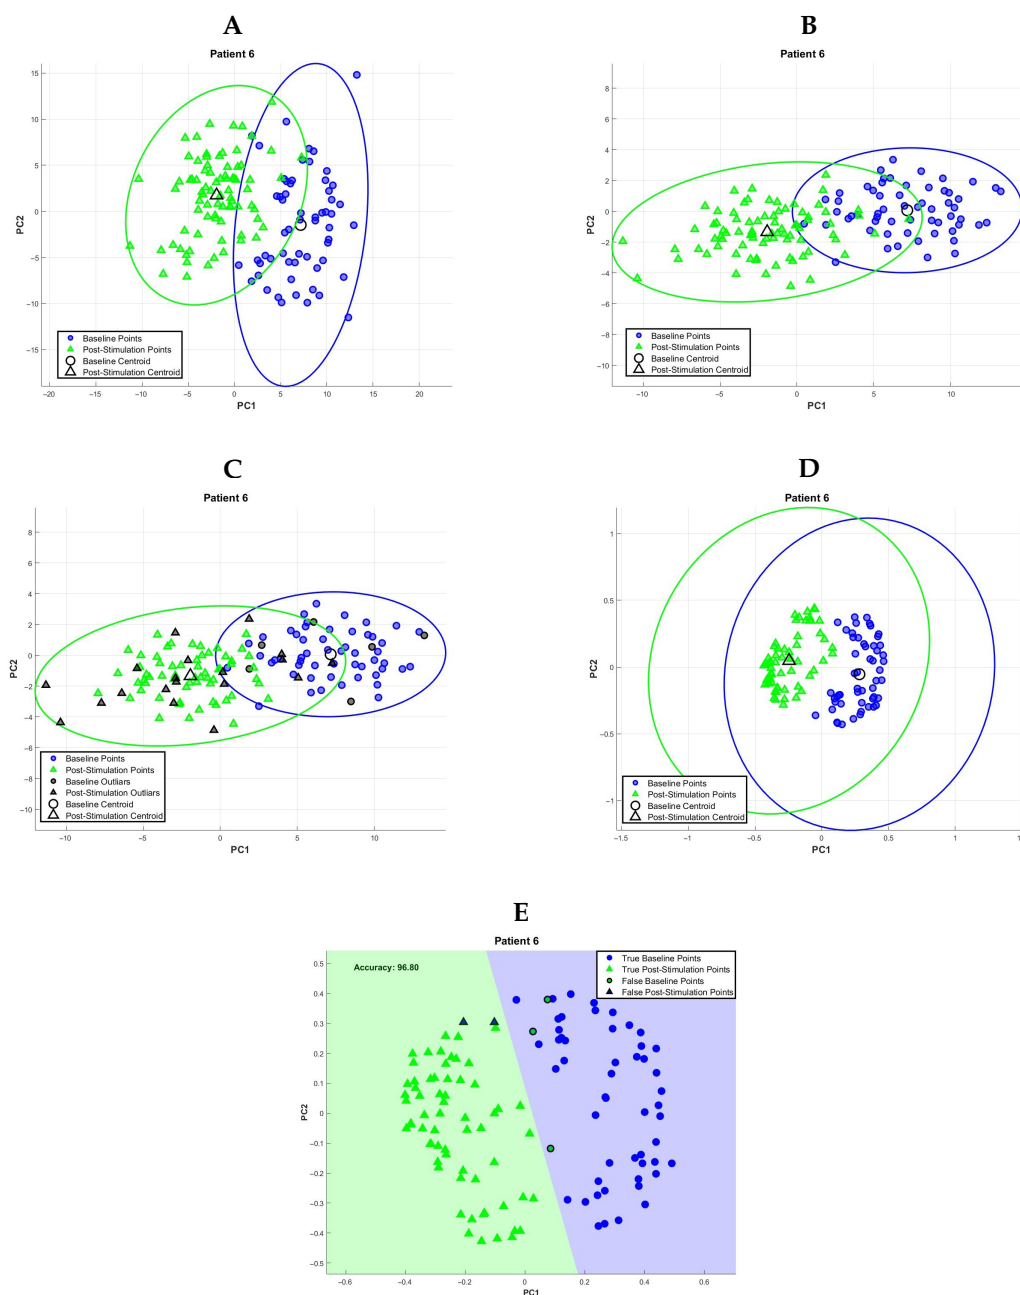 A
Patient 6
PC2
15
10
5
0
−5
−10
−15
Baseline Points
Post-Stimulation Points
Baseline Centroid
Post-Stimulation Centroid
−20 −15 −10 −5 0 5 10 15 20
PC1
B
Patient 6
PC2
8
6
4
2
0
−2
−4
−6
−8
−10
Baseline Points
Post-Stimulation Points
Baseline Centroid
Post-Stimulation Centroid
−10 −5 0 5 10
PC1
C
Patient 6
PC2
8
6
4
2
0
−2
−4
−6
−8
−10
Baseline Points
Post-Stimulation Points
Baseline Outliars
Post-Stimulation Outliars
Baseline Centroid
Post-Stimulation Centroid
−10 −5 0 5 10
PC1
D
Patient 6
PC2
1
0.5
0
−0.5
−1
Baseline Points
Post-Stimulation Points
Baseline Centroid
Post-Stimulation Centroid
−1.5 −1 −0.5 0 0.5 1 1.5
PC1
E
Patient 6
Accuracy: 96.80
True Baseline Points
True Post-Stimulation Points
False Baseline Points
False Post-Stimulation Points
PC2
0.5
0.4
0.3
0.2
0.1
0
−0.1
−0.2
−0.3
−0.4
−0.5
−0.6 −0.4 −0.2 0 0.2 0.4 0.6
PC1